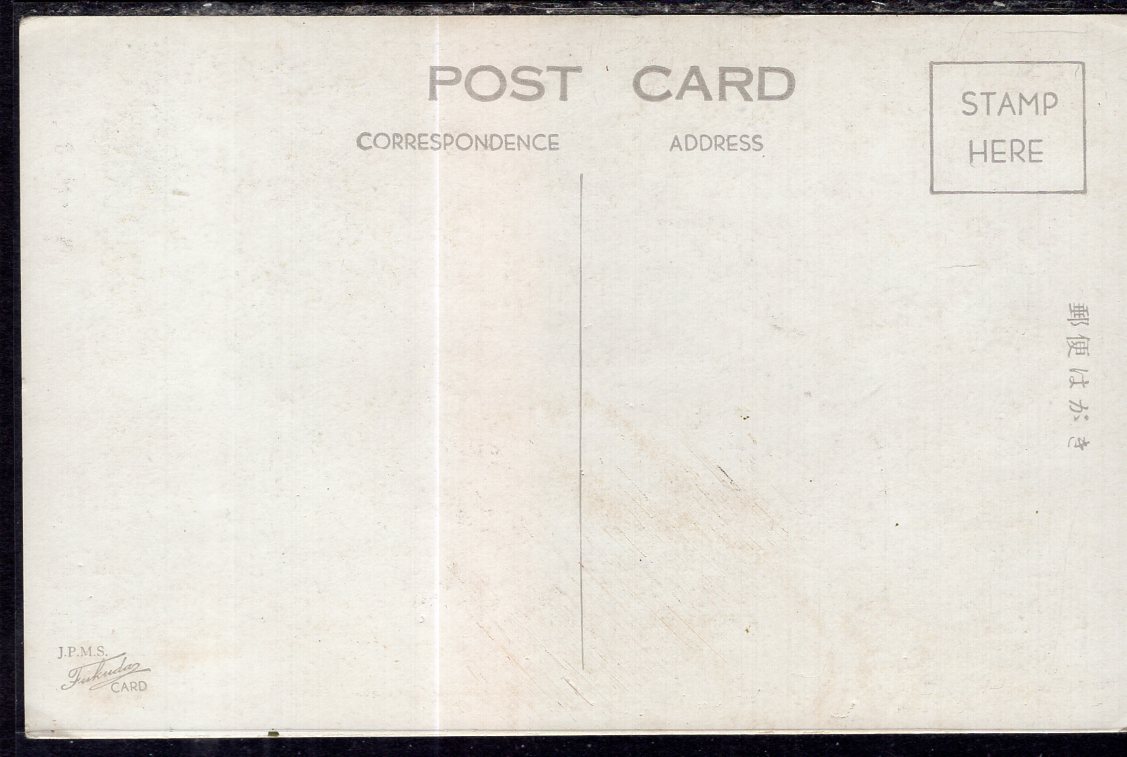 POST CARD
CORRESPONDENCE
ADDRESS
STAMP
HERE
郵便はがき
J.P.M.S.
Fukuda
CARD